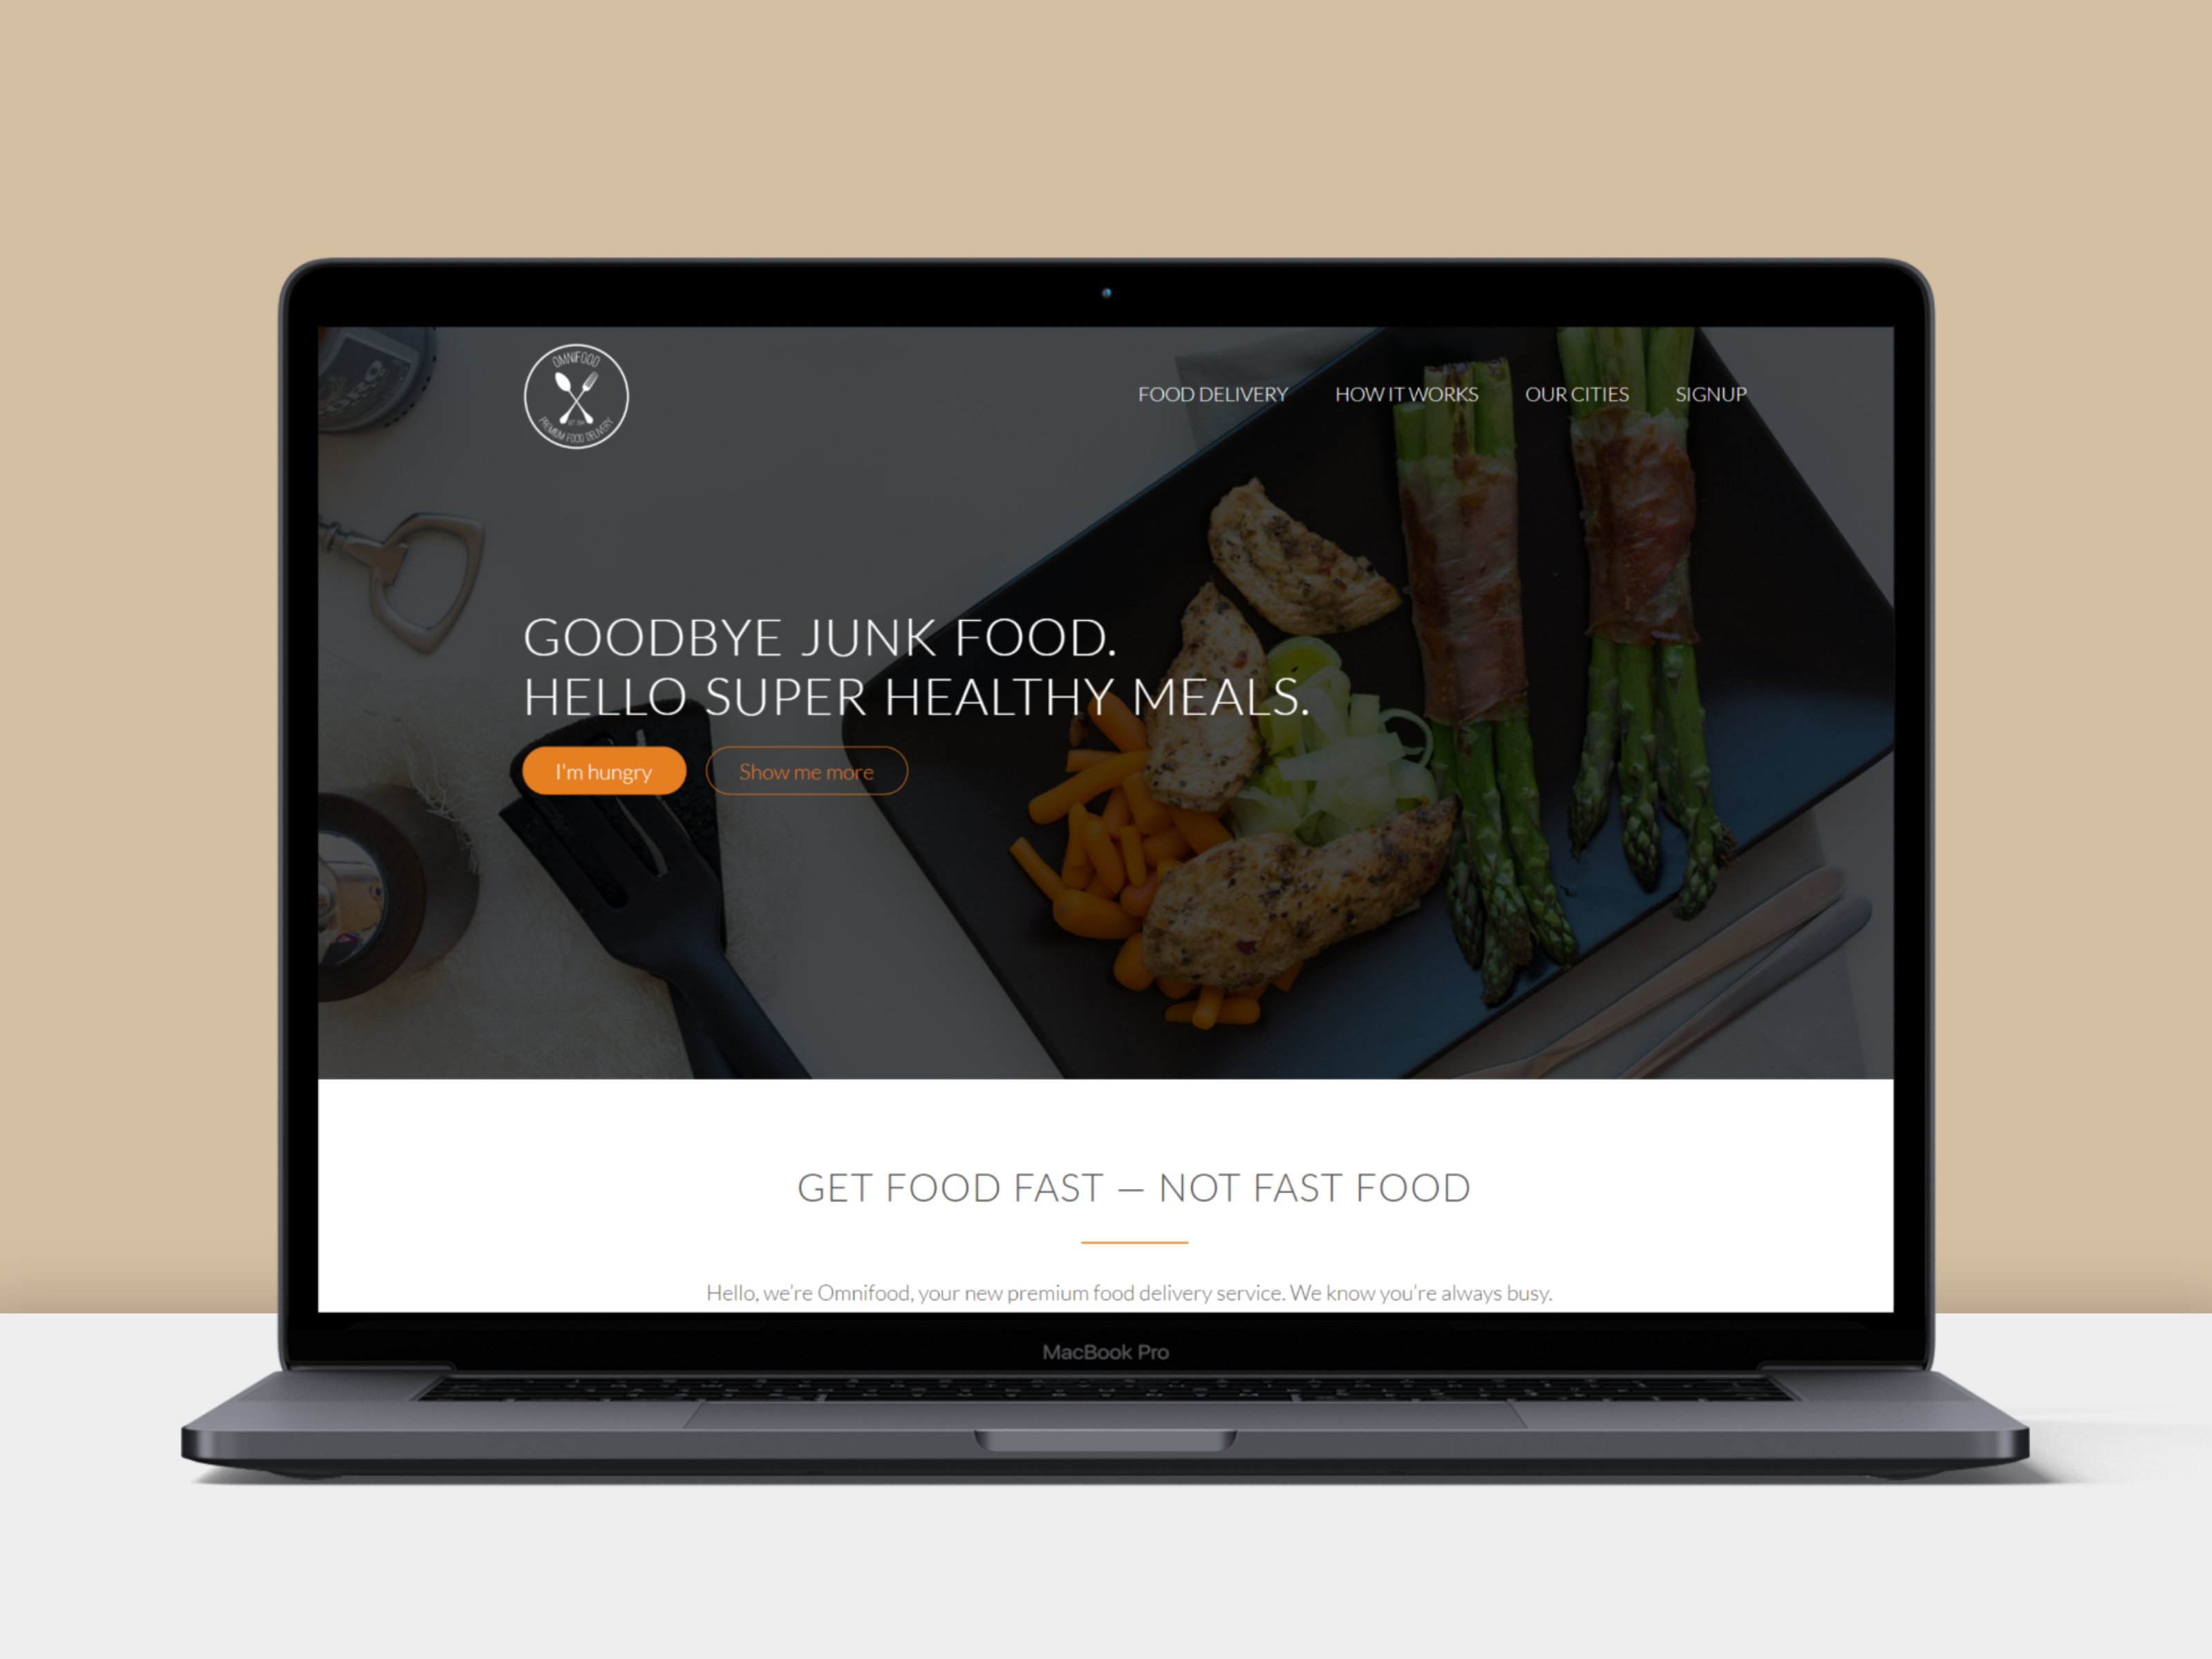 OMNIFOOD
PREMIUM FOOD DELIVERY
FOOD DELIVERY HOW IT WORKS OUR CITIES SIGNUP
GOODBYE JUNK FOOD.
HELLO SUPER HEALTHY MEALS.
I'm hungry Show me more
GET FOOD FAST — NOT FAST FOOD
Hello, we're Omnifood, your new premium food delivery service. We know you're always busy.
MacBook Pro